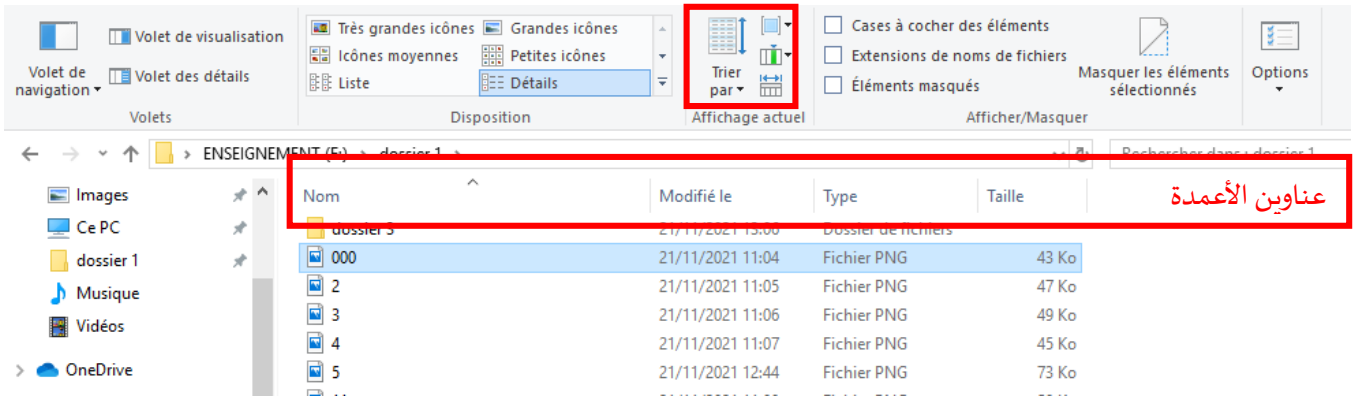 Volet de navigation
Volet de visualisation
Volet des détails
Volets
Très grandes icônes
Grandes icônes
Icônes moyennes
Petites icônes
Liste
Détails
Disposition
Trier par
Affichage actuel
Cases à cocher des éléments
Extensions de noms de fichiers
Éléments masqués
Masquer les éléments sélectionnés
Afficher/Masquer
Options
ENSEIGNEMENT (E:) > dossier 1 >
Rechercher dans : dossier 1
Images
Ce PC
dossier 1
Musique
Vidéos
OneDrive
Nom Modifié le Type Taille عناوين الأعمدة
Dossier de fichiers
000 21/11/2021 11:04 Fichier PNG 43 Ko
2 21/11/2021 11:05 Fichier PNG 47 Ko
3 21/11/2021 11:06 Fichier PNG 49 Ko
4 21/11/2021 11:07 Fichier PNG 45 Ko
5 21/11/2021 12:44 Fichier PNG 73 Ko